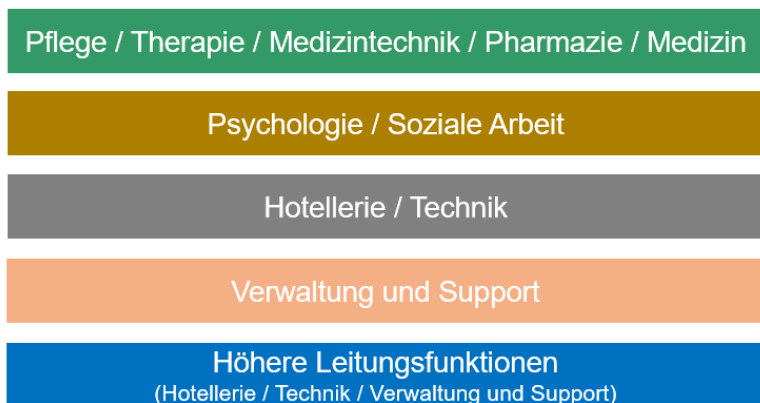 Pflege / Therapie / Medizintechnik / Pharmazie / Medizin
Psychologie / Soziale Arbeit
Hotellerie / Technik
Verwaltung und Support
Höhere Leitungsfunktionen
(Hotellerie / Technik / Verwaltung und Support)